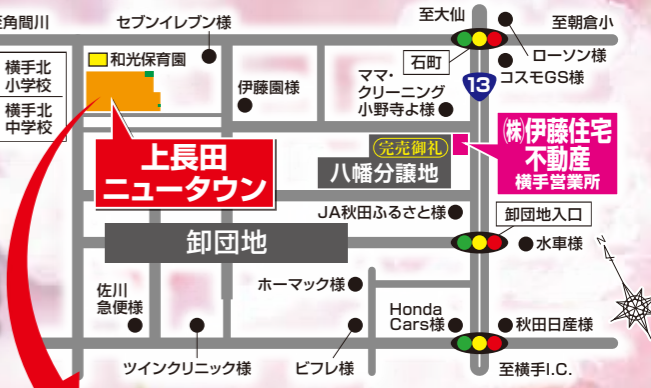 至角間川
セブンイレブン様
至大仙
至朝倉小
横手北
小学校
横手北
中学校
和光保育園
伊藤園様
ママ・
クリーニング
小野寺よ様
石町
ローソン様
コスモGS様
13
上長田
ニュータウン
完売御礼
八幡分譲地
㈱伊藤住宅
不動産
横手営業所
JA秋田ふるさと様
卸団地入口
卸団地
水車様
N
佐川
急便様
ホーマック様
Honda
Cars様
秋田日産様
ツインクリニック様
ビフレ様
至横手I.C.